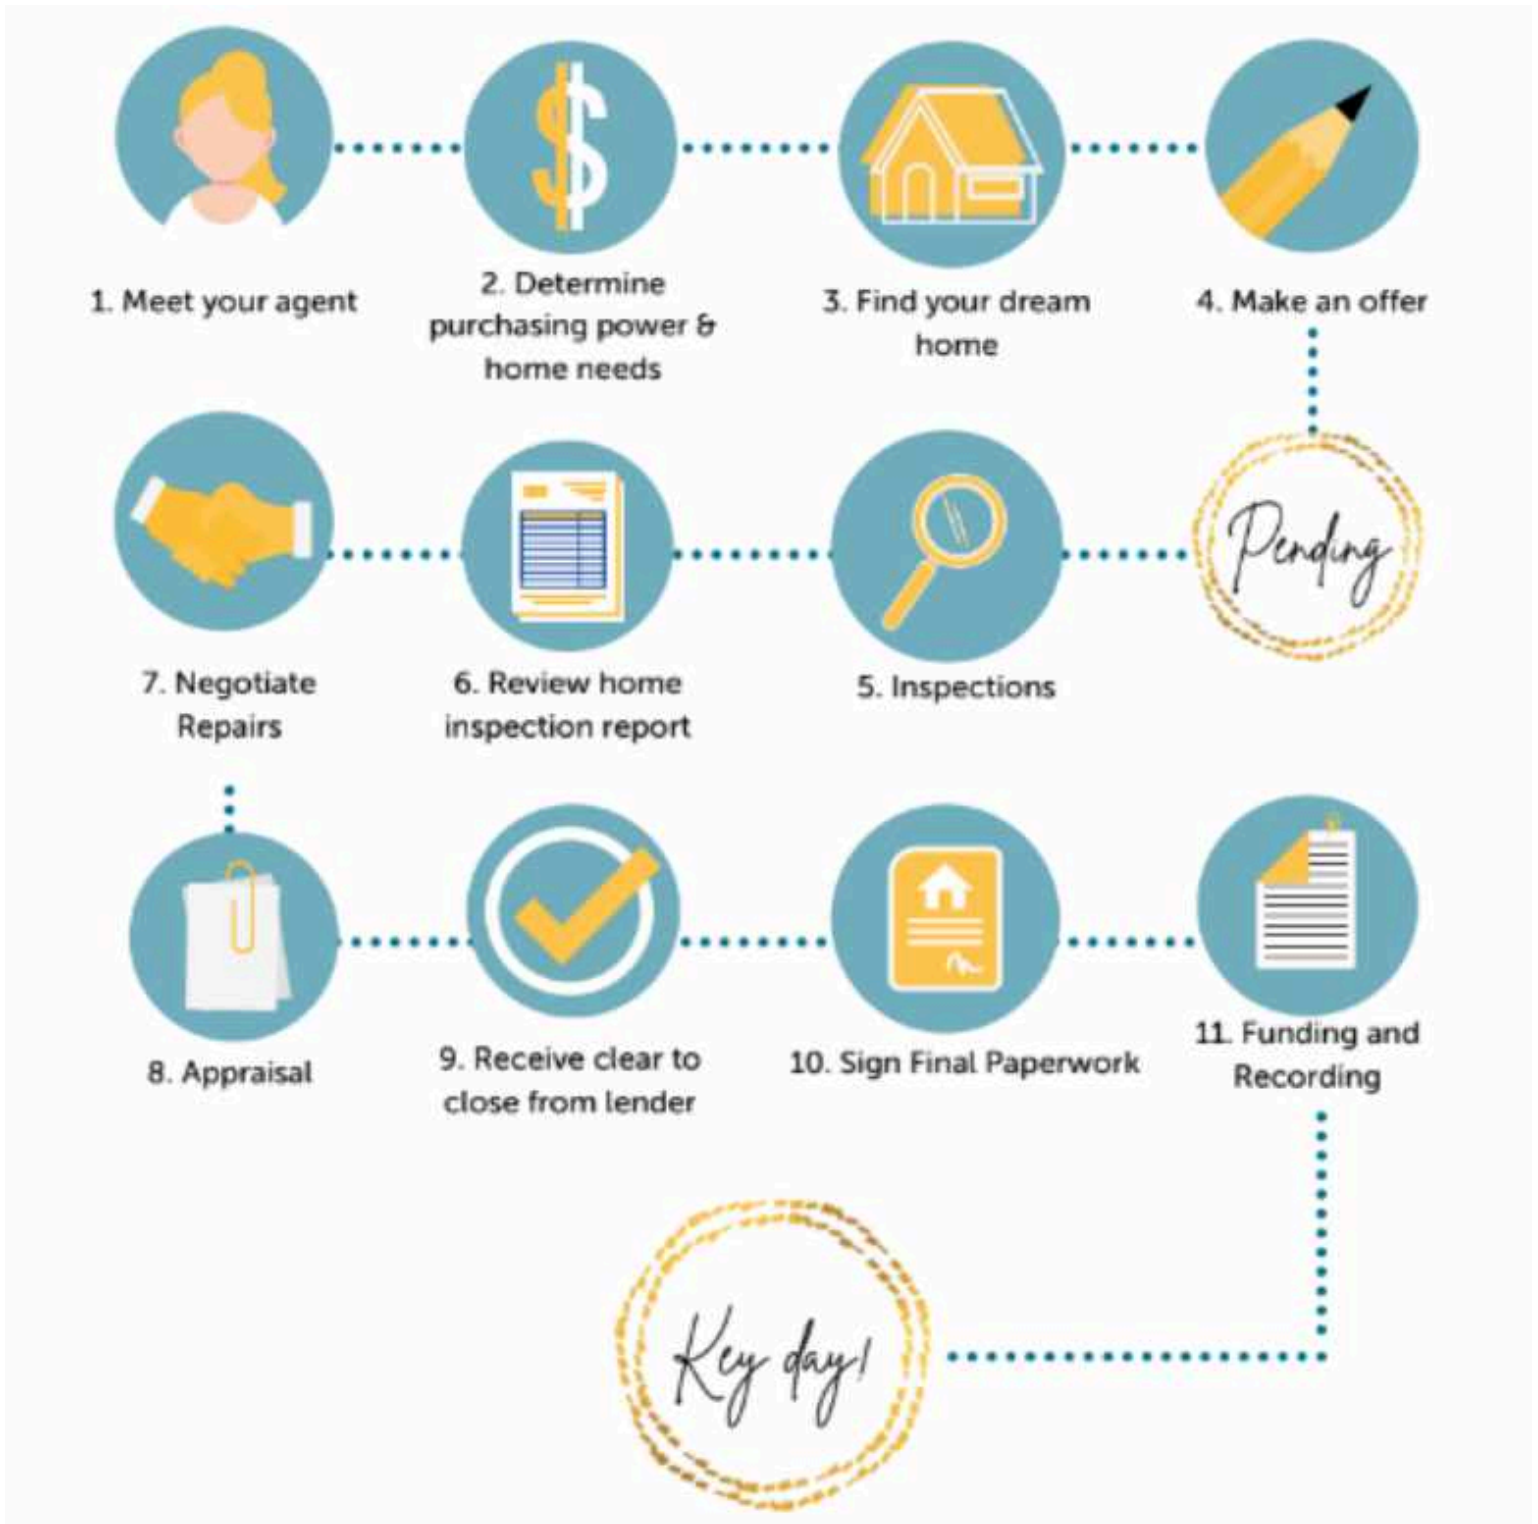 1. Meet your agent
2. Determine
purchasing power &
home needs
3. Find your dream
home
4. Make an offer
Pending
5. Inspections
6. Review home
inspection report
7. Negotiate
Repairs
8. Appraisal
9. Receive clear to
close from lender
10. Sign Final Paperwork
11. Funding and
Recording
Key day!